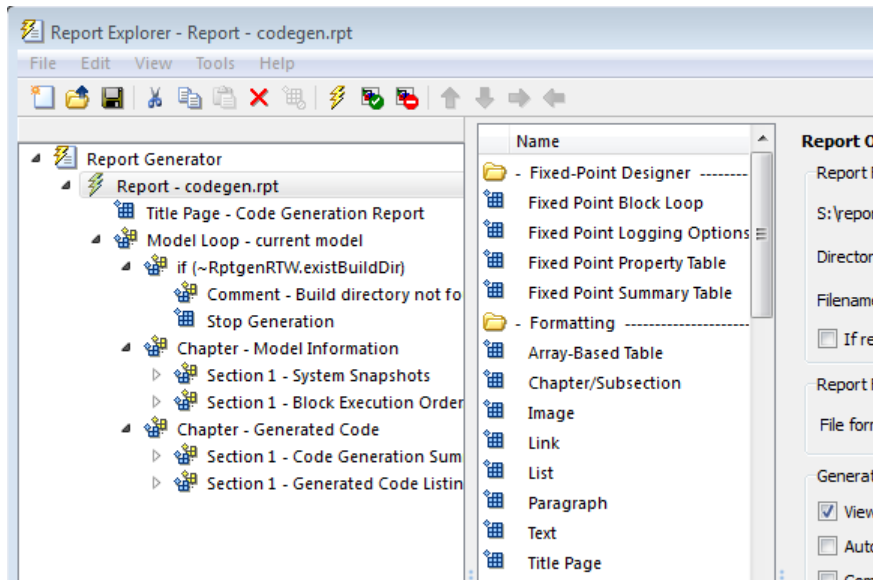 Report Explorer - Report - codegen.rpt
File Edit View Tools Help
Report Generator
Report - codegen.rpt
Title Page - Code Generation Report
Model Loop - current model
if (~RptgenRTW.existBuildDir)
Comment - Build directory not fo
Stop Generation
Chapter - Model Information
Section 1 - System Snapshots
Section 1 - Block Execution Order
Chapter - Generated Code
Section 1 - Code Generation Sum
Section 1 - Generated Code Listin
Name
- Fixed-Point Designer --------
Fixed Point Block Loop
Fixed Point Logging Options
Fixed Point Property Table
Fixed Point Summary Table
- Formatting --------------------
Array-Based Table
Chapter/Subsection
Image
Link
List
Paragraph
Text
Title Page
Report
Report
S:\repor
Director
Filename
If re
Report
File form
Generat
View
Auto